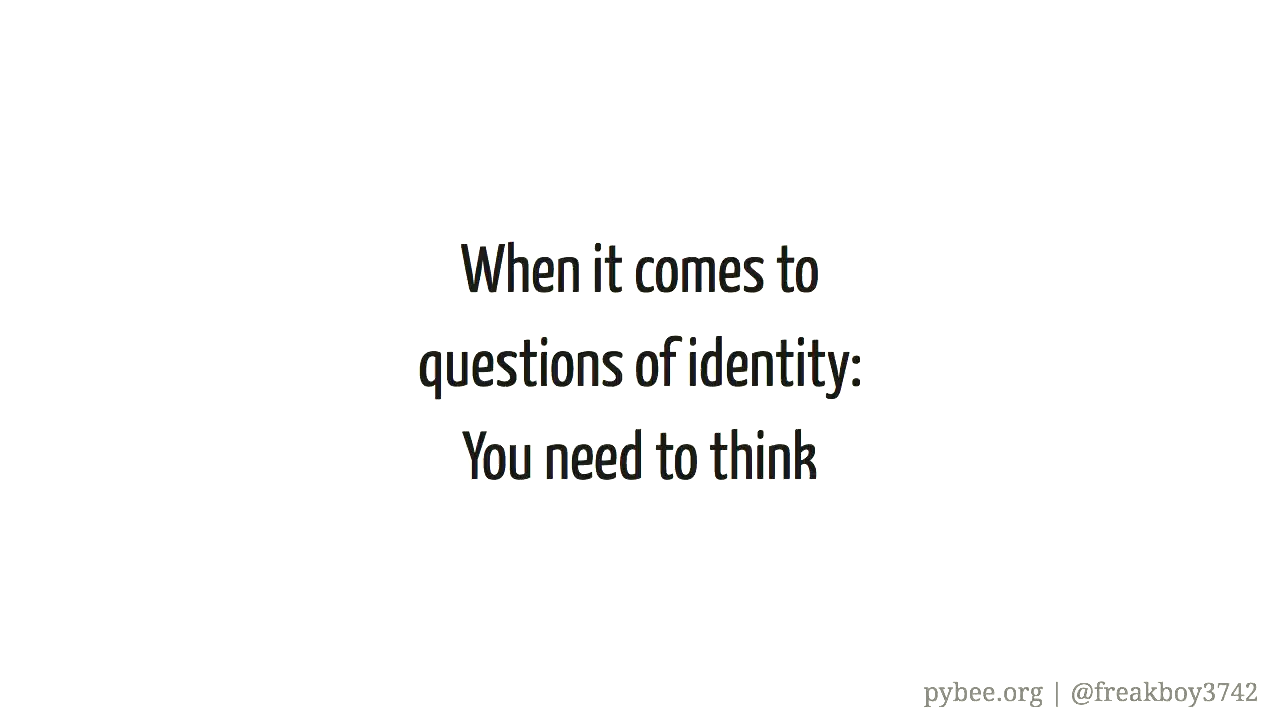 When it comes to
questions of identity:
You need to think
pybee.org | @freakboy3742